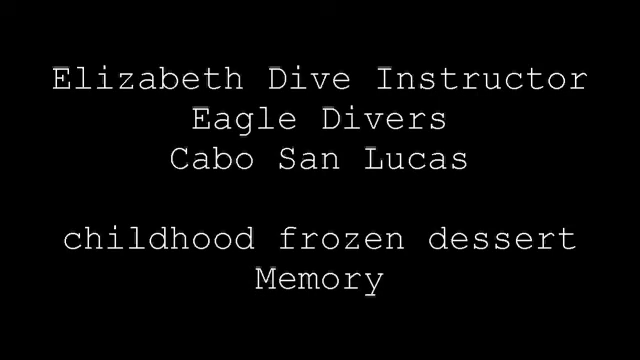 Elizabeth Dive Instructor
Eagle Divers
Cabo San Lucas
childhood frozen dessert
Memory